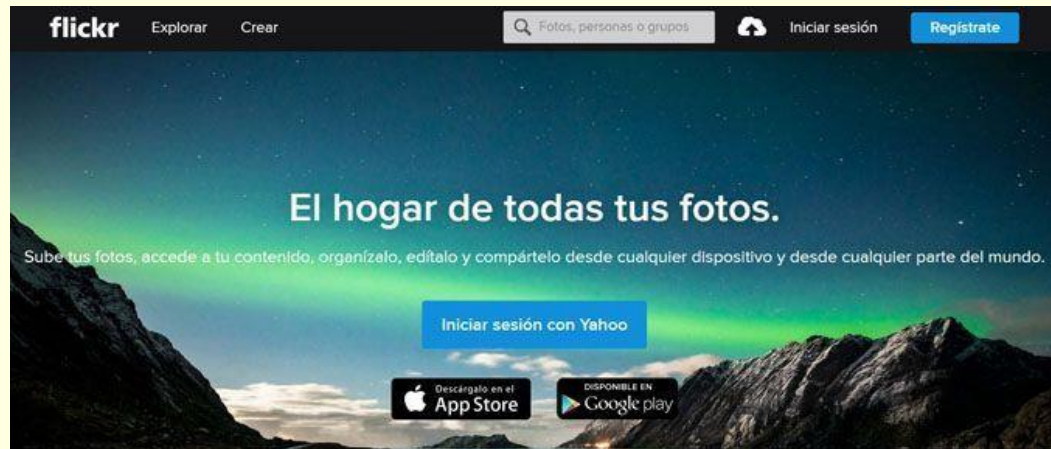 flickr Explorar Crear Fotos, personas o grupos Iniciar sesión Regístrate
El hogar de todas tus fotos.
Sube tus fotos, accede a tu contenido, organízalo, edítalo y compártelo desde cualquier dispositivo y desde cualquier parte del mundo.
Iniciar sesión con Yahoo
Descárgalo en el
App Store
DISPONIBLE EN
Google play